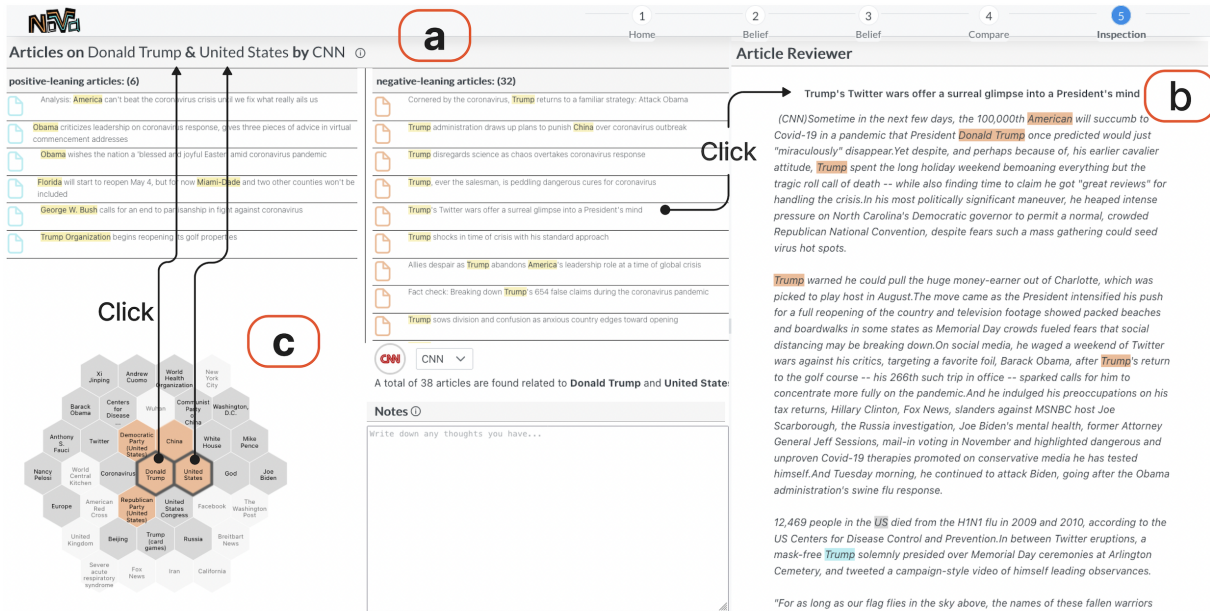 NoVa
1
Home
2
Belief
3
Belief
4
Compare
5
Inspection
Articles on Donald Trump & United States by CNN
a
positive-leaning articles: (6)
Analysis: America can't beat the coronavirus crisis until we fix what really ails us
Obama criticizes leadership on coronavirus response, gives three pieces of advice in virtual
commencement addresses
Obama wishes the nation a 'blessed and joyful Easter' amid coronavirus pandemic
Florida will start to reopen May 4, but for now Miami-Dade and two other counties won't be
included
George W. Bush calls for an end to partisanship in fight against coronavirus
Trump Organization begins reopening its golf properties
negative-leaning articles: (32)
Cornered by the coronavirus, Trump returns to a familiar strategy: Attack Obama
Trump administration draws up plans to punish China over coronavirus outbreak
Trump disregards science as chaos overtakes coronavirus response
Trump, ever the salesman, is peddling dangerous cures for coronavirus
Trump's Twitter wars offer a surreal glimpse into a President's mind
Trump shocks in time of crisis with his standard approach
Allies despair as Trump abandons America's leadership role at a time of global crisis
Fact check: Breaking down Trump's 654 false claims during the coronavirus pandemic
Trump sows division and confusion as anxious country edges toward opening
Click
CNN
CNN
A total of 38 articles are found related to Donald Trump and United State
Notes
Write down any thoughts you have...
Click
c
Xi
Jinping
Andrew
Cuomo
World
Health
Organization
New
York
City
Barack
Obama
Centers
for
Disease
...
Wuhan
Communist
Party
o
China
Washington,
D.C.
Anthony
S.
Fauci
Twitter
Democratic
Party
(United
States)
China
White
House
Mike
Pence
Nancy
Pelosi
World
Central
Kitchen
Coronavirus
Donald
Trump
United
States
God
Joe
Biden
Europe
American
Red
Cross
Republican
Party
(United
States)
United
States
Congress
Facebook
The
Washington
Post
United
Kingdom
Beijing
Trump
(card
games)
Russia
Breitbart
News
Severe
acute
respiratory
syndrome
Fox
News
Iran
California
Article Reviewer
b
Trump's Twitter wars offer a surreal glimpse into a President's mind
(CNN)Sometime in the next few days, the 100,000th American will succumb to
Covid-19 in a pandemic that President Donald Trump once predicted would just
"miraculously" disappear.Yet despite, and perhaps because of, his earlier cavalier
attitude, Trump spent the long holiday weekend bemoaning everything but the
tragic roll call of death -- while also finding time to claim he got "great reviews" for
handling the crisis.In his most politically significant maneuver, he heaped intense
pressure on North Carolina's Democratic governor to permit a normal, crowded
Republican National Convention, despite fears such a mass gathering could seed
virus hot spots.
Trump warned he could pull the huge money-earner out of Charlotte, which was
picked to play host in August.The move came as the President intensified his push
for a full reopening of the country and television footage showed packed beaches
and boardwalks in some states as Memorial Day crowds fueled fears that social
distancing may be breaking down.On social media, he waged a weekend of Twitter
wars against his critics, targeting a favorite foil, Barack Obama, after Trump's return
to the golf course -- his 266th such trip in office -- sparked calls for him to
concentrate more fully on the pandemic.And he indulged his preoccupations on his
tax returns, Hillary Clinton, Fox News, slanders against MSNBC host Joe
Scarborough, the Russia investigation, Joe Biden's mental health, former Attorney
General Jeff Sessions, mail-in voting in November and highlighted dangerous and
unproven Covid-19 therapies promoted on conservative media he has tested
himself.And Tuesday morning, he continued to attack Biden, going after the Obama
administration's swine flu response.
12,469 people in the US died from the H1N1 flu in 2009 and 2010, according to the
US Centers for Disease Control and Prevention.In between Twitter eruptions, a
mask-free Trump solemnly presided over Memorial Day ceremonies at Arlington
Cemetery, and tweeted a campaign-style video of himself leading observances.
"For as long as our flag flies in the sky above, the names of these fallen warriors